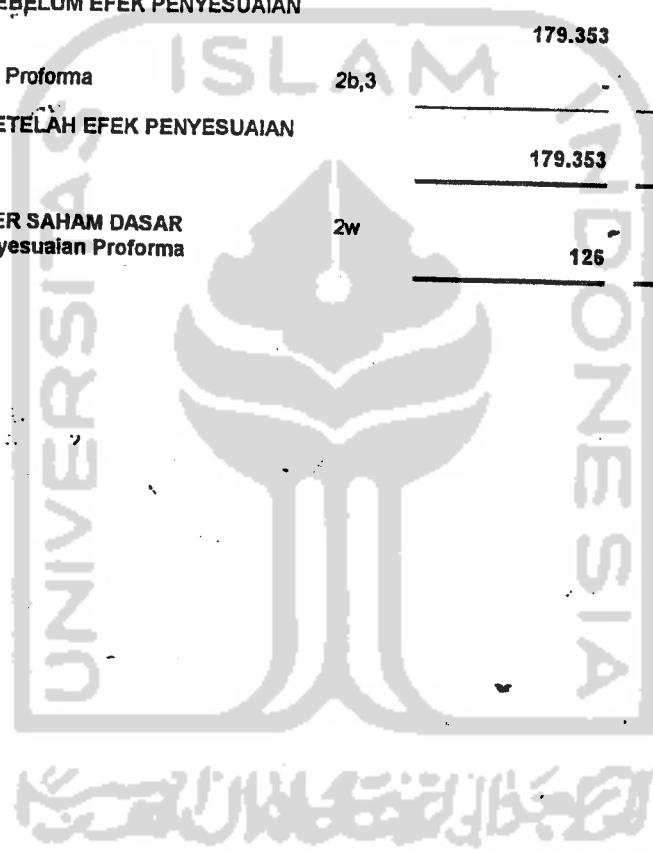 EBELUM EFEK PENYESUAIAN
179.353
Proforma 2b,3 -
ETELAH EFEK PENYESUAIAN
179.353
ER SAHAM DASAR 2w
yesuaian Proforma 126
ISLAM
UNIVERSITAS
INDONESIA